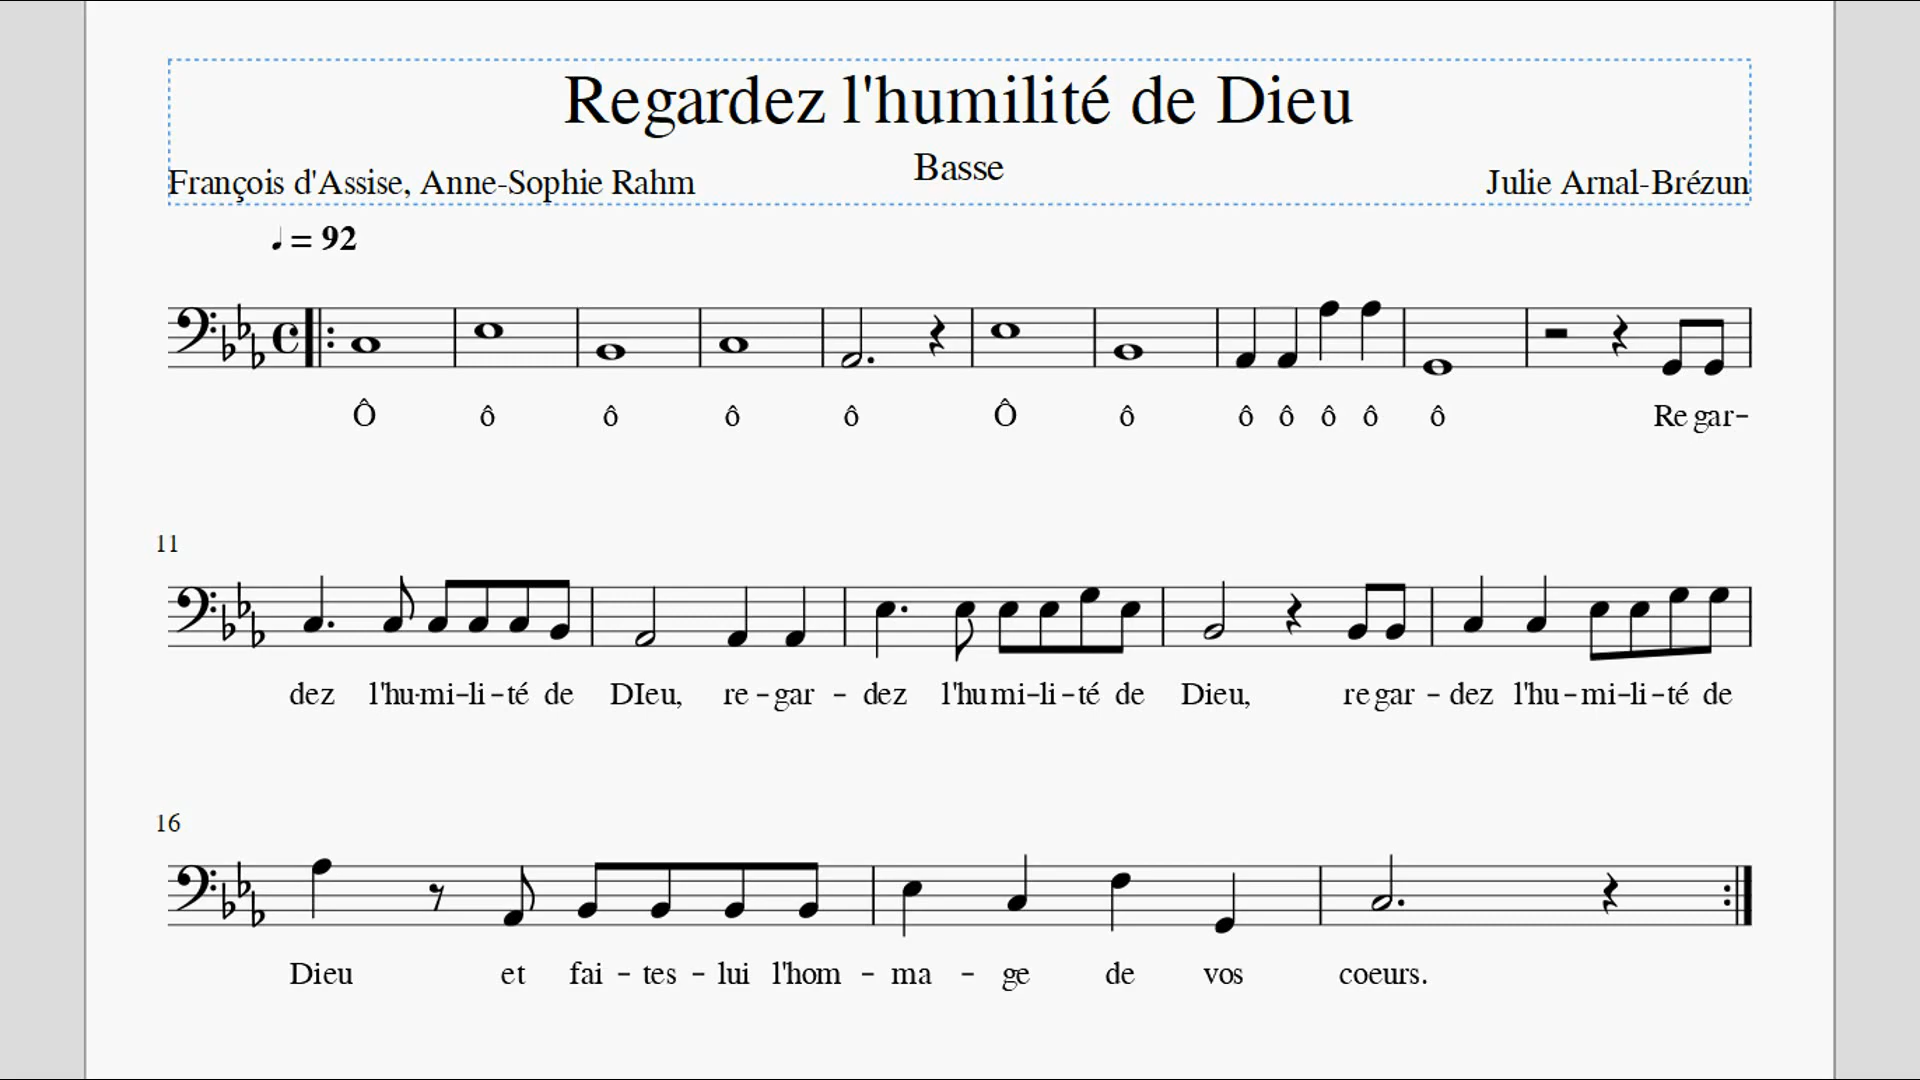 Regardez l'humilité de Dieu
Basse
François d'Assise, Anne-Sophie Rahm
Julie Arnal-Brézun
♩ = 92
Ô ô ô ô ô Ô ô ô ô ô ô ô Re gar-
11
dez l'hu-mi-li-té de DIeu, re-gar-dez l'hu mi-li-té de Dieu, re gar-dez l'hu-mi-li-té de
16
Dieu et fai-tes-lui l'hom-ma-ge de vos coeurs.